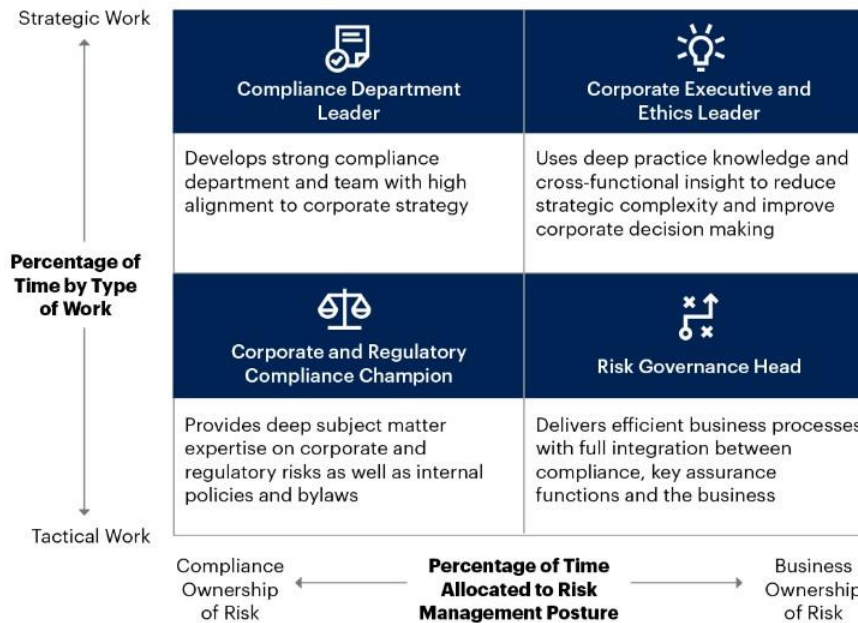 Strategic Work
Compliance Department
Leader
Corporate Executive and
Ethics Leader
Develops strong compliance
department and team with high
alignment to corporate strategy
Uses deep practice knowledge and
cross-functional insight to reduce
strategic complexity and improve
corporate decision making
Percentage of
Time by Type
of Work
Corporate and Regulatory
Compliance Champion
Risk Governance Head
Provides deep subject matter
expertise on corporate and
regulatory risks as well as internal
policies and bylaws
Delivers efficient business processes
with full integration between
compliance, key assurance
functions and the business
Tactical Work
Compliance
Ownership
of Risk
Percentage of Time
Allocated to Risk
Management Posture
Business
Ownership
of Risk